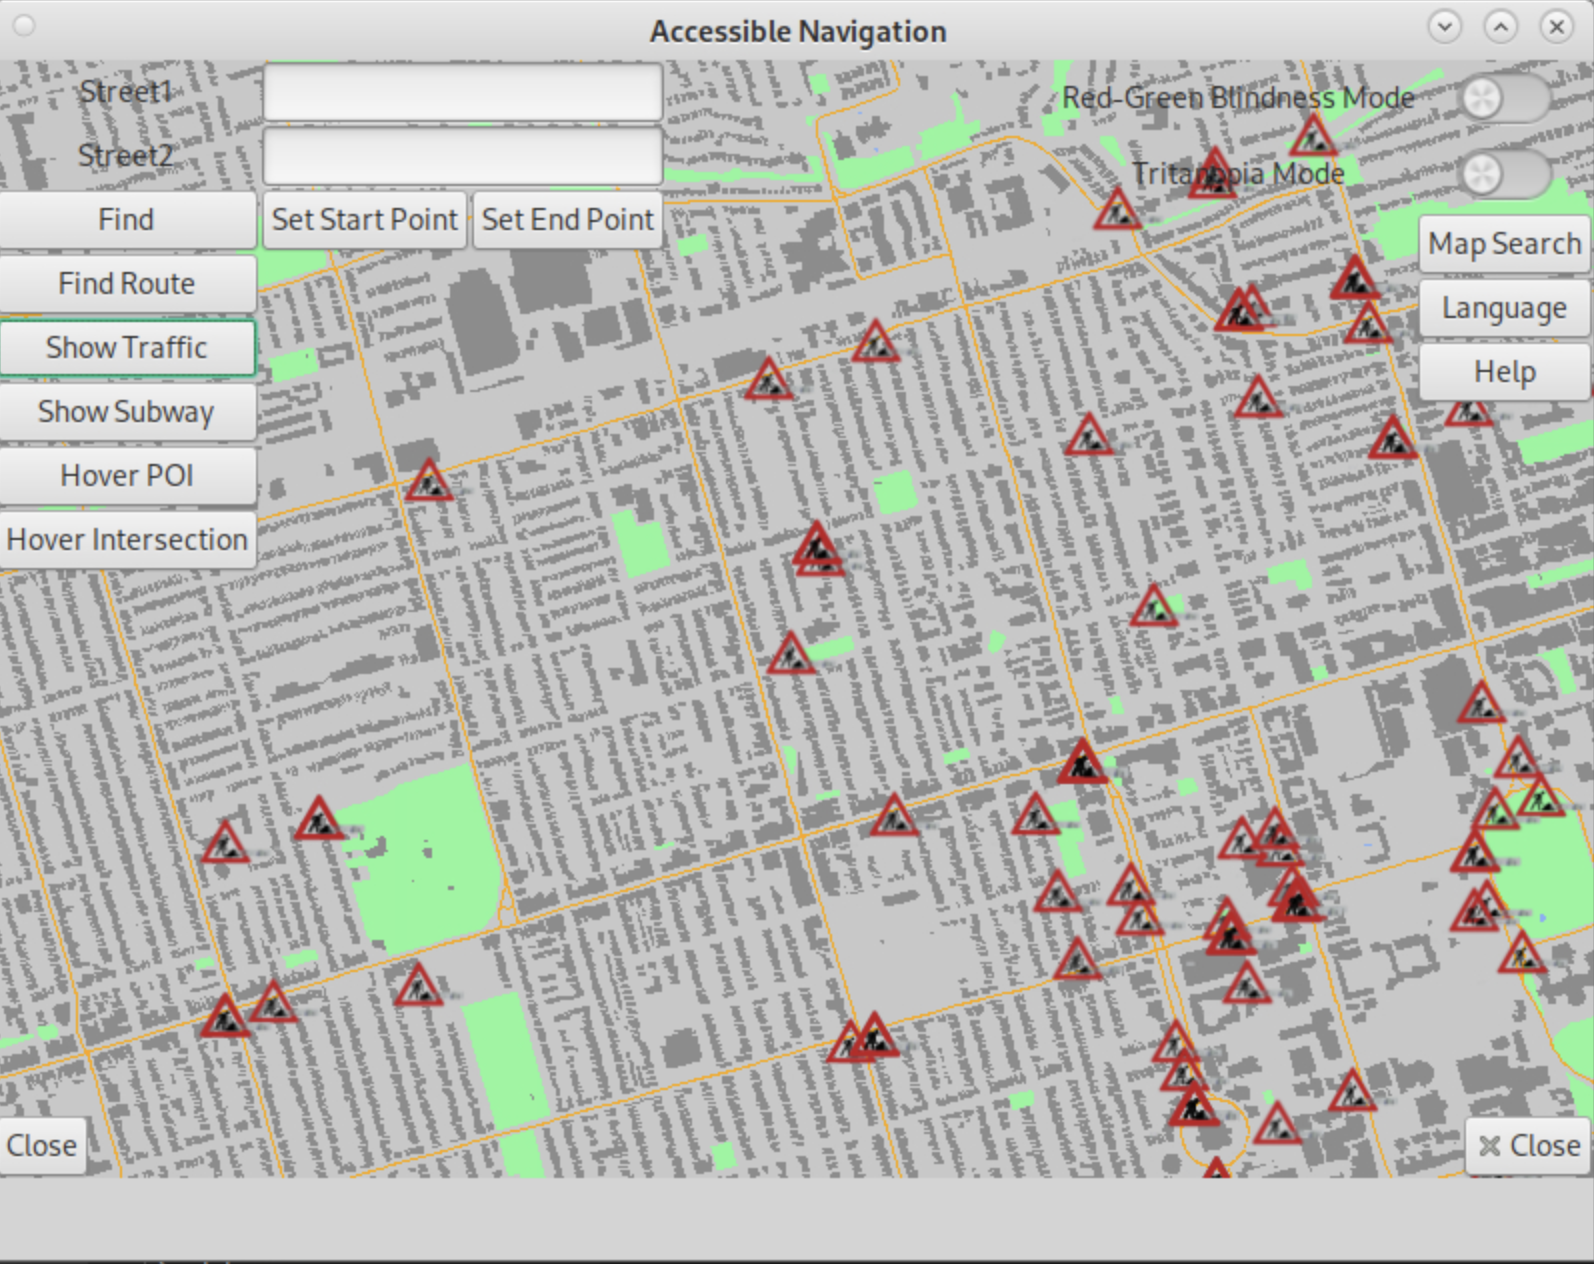 Accessible Navigation
Street1
Red-Green Blindness Mode
Street2
Tritanopia Mode
Find
Set Start Point
Set End Point
Map Search
Find Route
Language
Show Traffic
Help
Show Subway
Hover POI
Hover Intersection
Close
Close